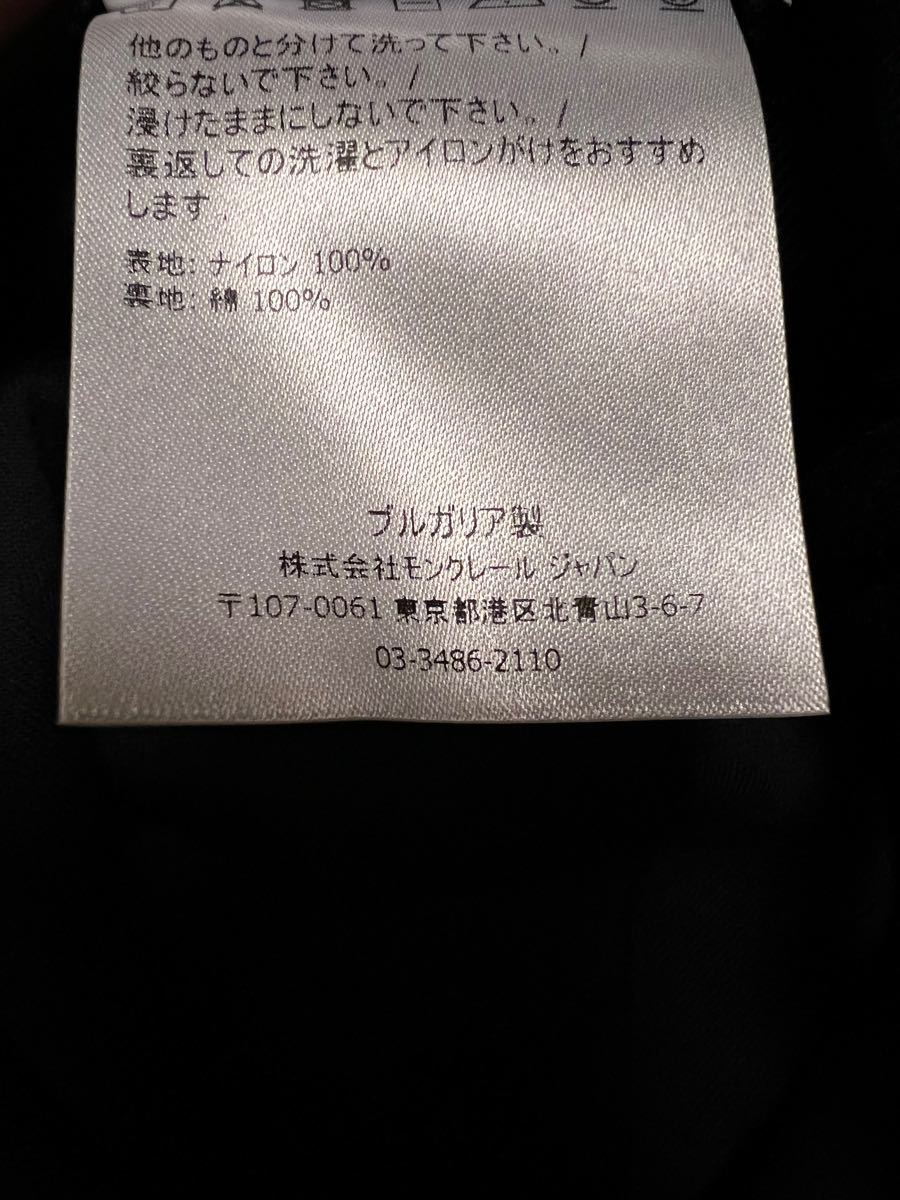 他のものと分けて洗って下さい。/
絞らないで下さい。/
浸けたままにしないで下さい。/
裏返しての洗濯とアイロンがけをおすすめ
します。
表地: ナイロン 100%
裏地: 綿 100%
ブルガリア製
株式会社モンクレール ジャパン
〒107-0061 東京都港区北青山3-6-7
03-3486-2110